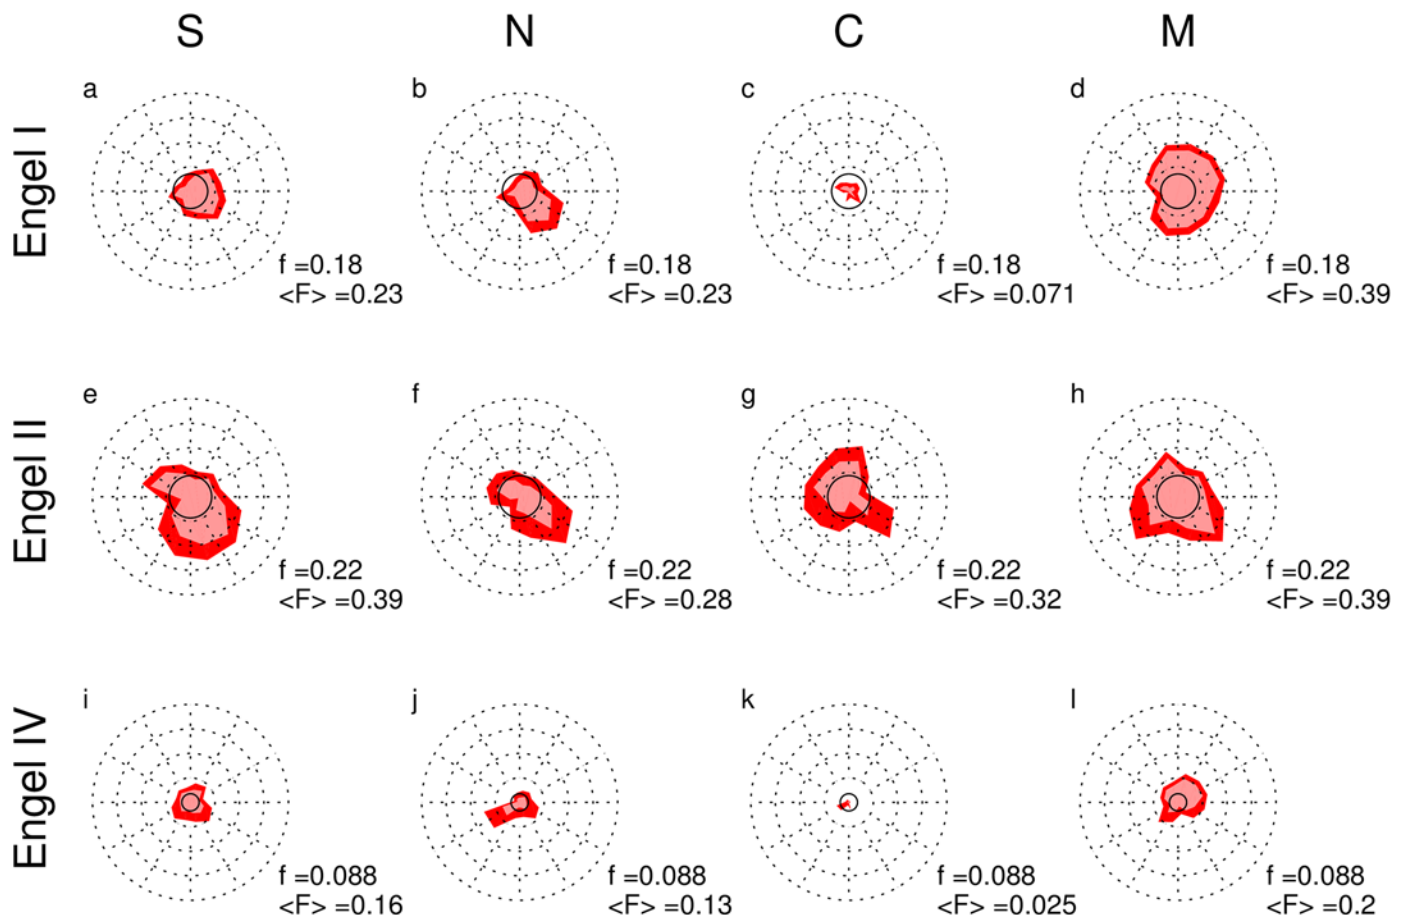 S N C M
Engel I
a b c d
f =0.18 f =0.18 f =0.18 f =0.18
<F> =0.23 <F> =0.23 <F> =0.071 <F> =0.39
Engel II
e f g h
f =0.22 f =0.22 f =0.22 f =0.22
<F> =0.39 <F> =0.28 <F> =0.32 <F> =0.39
Engel IV
i j k l
f =0.088 f =0.088 f =0.088 f =0.088
<F> =0.16 <F> =0.13 <F> =0.025 <F> =0.2